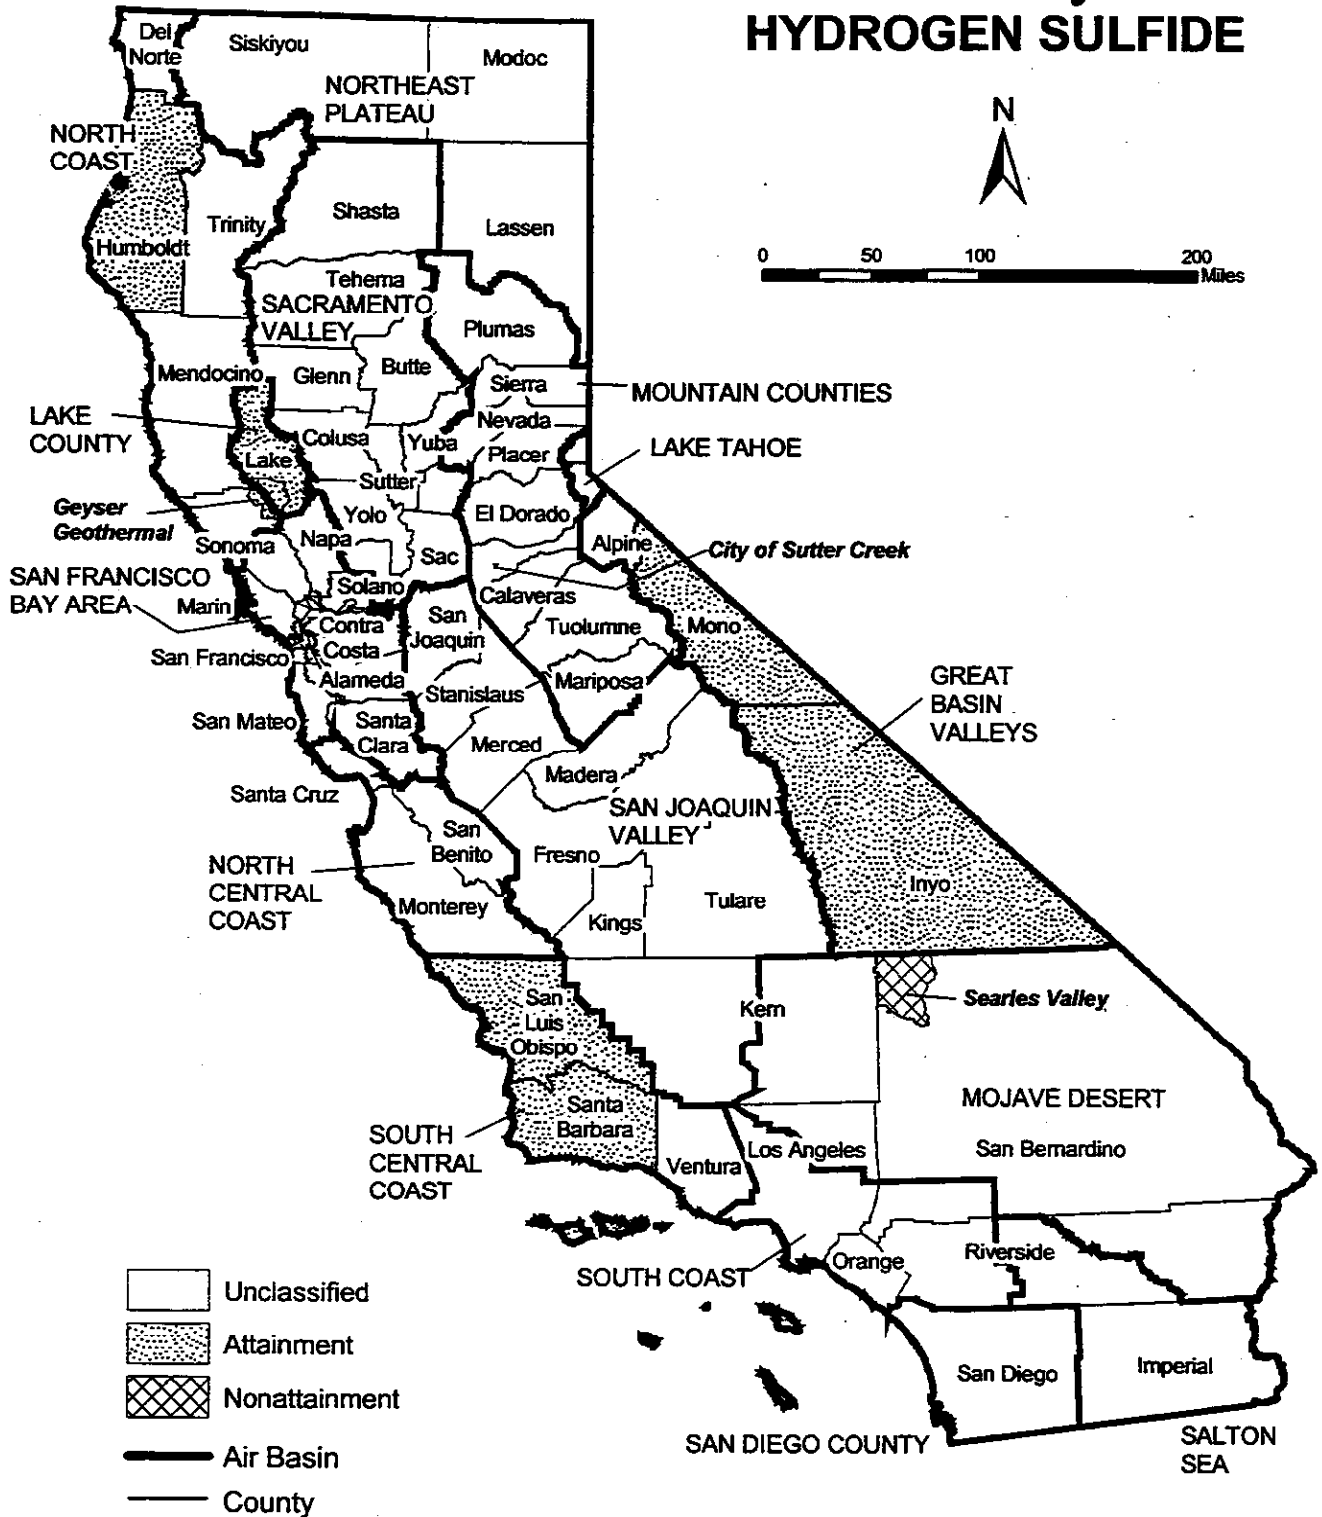 HYDROGEN SULFIDE
N
0 50 100 200
Miles
Del
Norte
Siskiyou
Modoc
NORTHEAST
PLATEAU
NORTH
COAST
Humboldt
Trinity
Shasta
Lassen
Tehema
SACRAMENTO
VALLEY
Plumas
Mendocino
Glenn
Butte
Sierra
MOUNTAIN COUNTIES
LAKE
COUNTY
Colusa
Yuba
Nevada
Placer
LAKE TAHOE
Lake
Sutter
Geyser
Geothermal
Yolo
El Dorado
Sonoma
Napa
Sac
Alpine
City of Sutter Creek
SAN FRANCISCO
BAY AREA
Marin
Solano
Calaveras
Contra
Costa
San
Joaquin
Tuolumne
Mono
San Francisco
Alameda
Stanislaus
Mariposa
GREAT
BASIN
VALLEYS
San Mateo
Santa
Clara
Merced
Madera
Santa Cruz
SAN JOAQUIN
VALLEY
San
Benito
Fresno
NORTH
CENTRAL
COAST
Monterey
Kings
Tulare
Inyo
San
Luis
Obispo
Kern
Searles Valley
Santa
Barbara
MOJAVE DESERT
SOUTH
CENTRAL
COAST
Ventura
Los Angeles
San Bernardino
SOUTH COAST
Orange
Riverside
Unclassified
Attainment
Nonattainment
Air Basin
County
San Diego
Imperial
SAN DIEGO COUNTY
SALTON
SEA